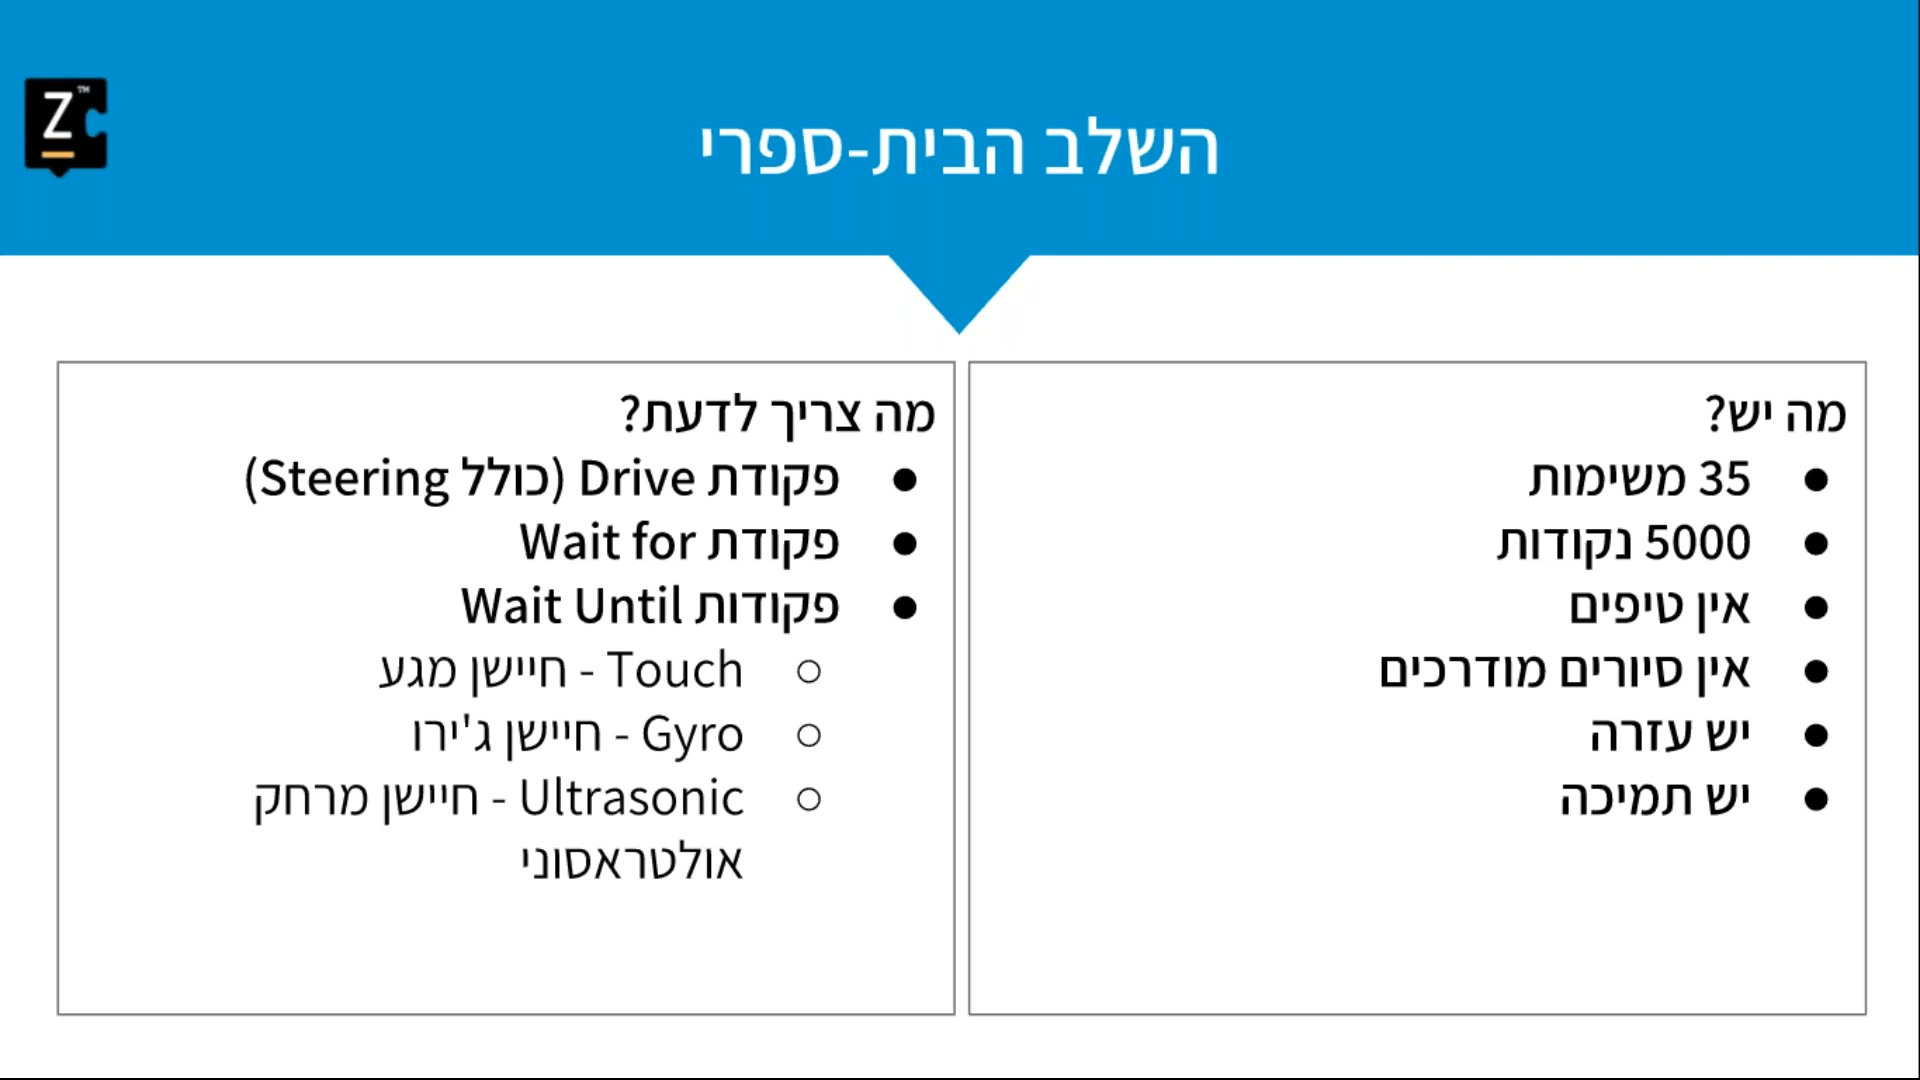 Z™
השלב הבית-ספרי
מה יש?
● 35 משימות
● 5000 נקודות
● אין טיפים
● אין סיורים מודרכים
● יש עזרה
● יש תמיכה
מה צריך לדעת?
● פקודת Drive (כולל Steering)
● פקודת Wait for
● פקודות Wait Until
○ Touch - חיישן מגע
○ Gyro - חיישן ג'ירו
○ Ultrasonic - חיישן מרחק
אולטראסוני